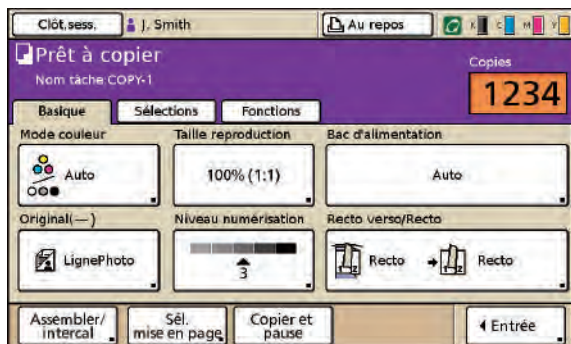 Clôt.sess. J. Smith Au repos K C M Y
Prêt à copier
Nom tâche:COPY-1
Copies
1234
Basique Sélections Fonctions
Mode couleur Taille reproduction Bac d'alimentation
Auto 100% (1:1) Auto
Original(—) Niveau numérisation Recto verso/Recto
LignePhoto 3 Recto Recto
Assembler/ Sél. Copier et
intercal mise en page pause Entrée